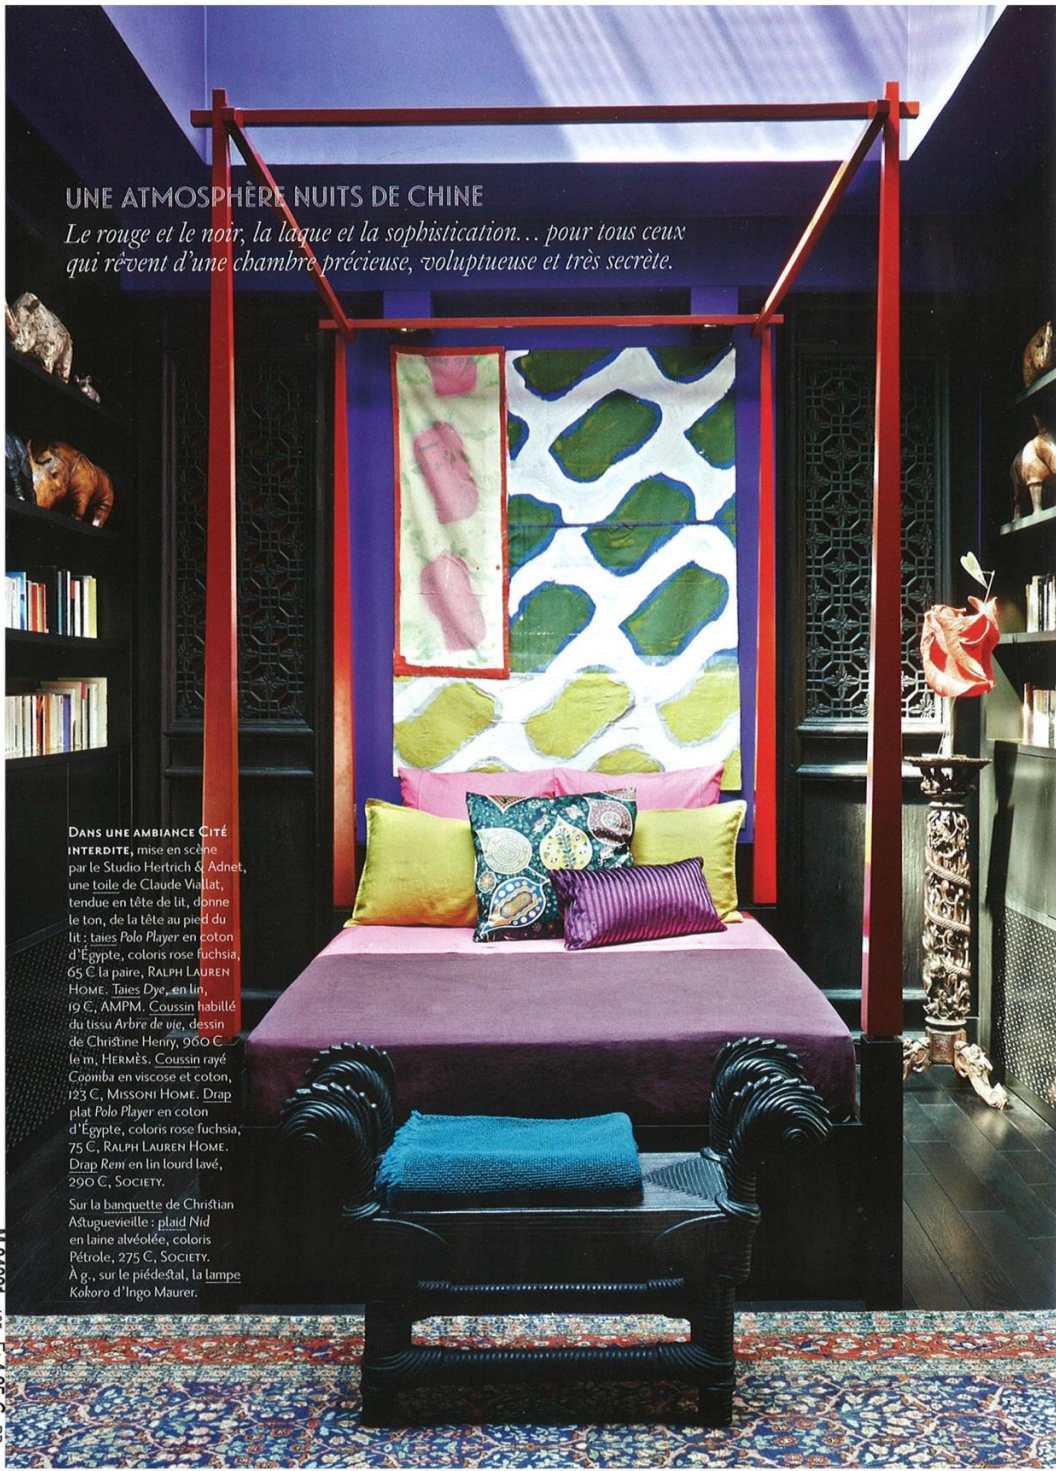 UNE ATMOSPHÈRE NUITS DE CHINE
Le rouge et le noir, la laque et la sophistication… pour tous ceux
qui rêvent d'une chambre précieuse, voluptueuse et très secrète.
Dans une ambiance Cité
interdite, mise en scène
par le Studio Hertrich & Adnet,
une toile de Claude Viallat,
tendue en tête de lit, donne
le ton, de la tête au pied du
lit : taies Polo Player en coton
d'Égypte, coloris rose fuchsia,
65 € la paire, Ralph Lauren
Home. Taies Dye, en lin,
19 €, AMPM. Coussin habillé
du tissu Arbre de vie, dessin
de Christine Henry, 960 €
le m, Hermès. Coussin rayé
Coomba en viscose et coton,
123 €, Missoni Home. Drap
plat Polo Player en coton
d'Égypte, coloris rose fuchsia,
75 €, Ralph Lauren Home.
Drap Rem en lin lourd lavé,
290 €, Society.
Sur la banquette de Christian
Astuguevieille : plaid Nid
en laine alvéolée, coloris
Pétrole, 275 €, Society.
À g., sur le piédestal, la lampe
Kokoro d'Ingo Maurer.